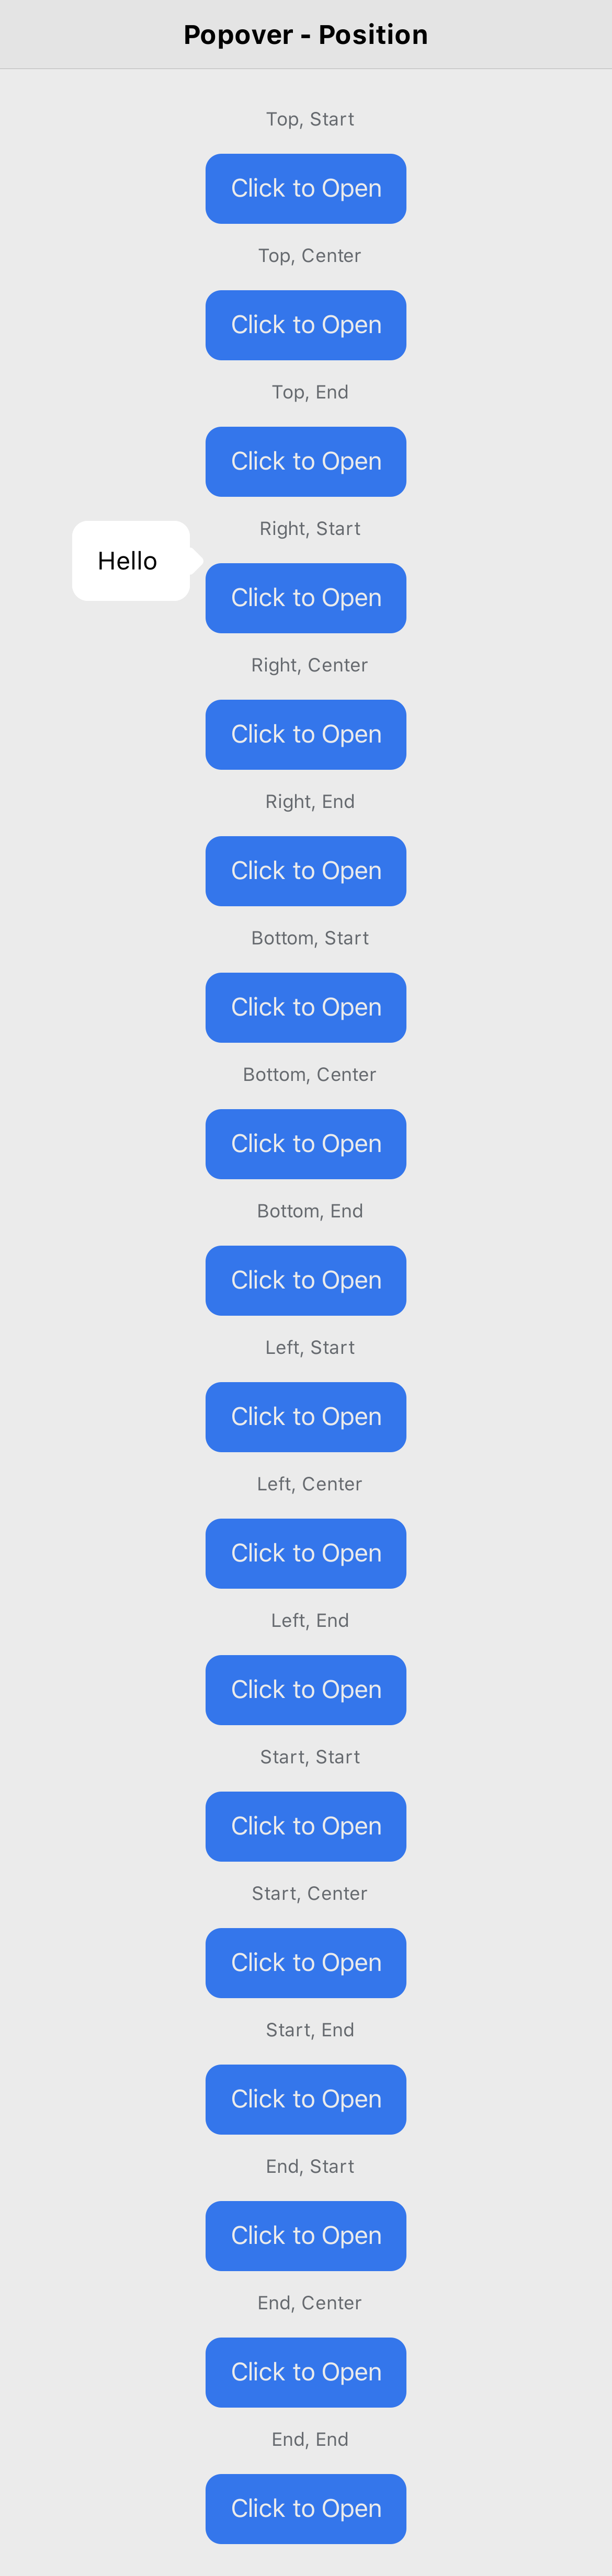 Popover - Position
Top, Start
Click to Open
Top, Center
Click to Open
Top, End
Click to Open
Right, Start
Hello
Click to Open
Right, Center
Click to Open
Right, End
Click to Open
Bottom, Start
Click to Open
Bottom, Center
Click to Open
Bottom, End
Click to Open
Left, Start
Click to Open
Left, Center
Click to Open
Left, End
Click to Open
Start, Start
Click to Open
Start, Center
Click to Open
Start, End
Click to Open
End, Start
Click to Open
End, Center
Click to Open
End, End
Click to Open